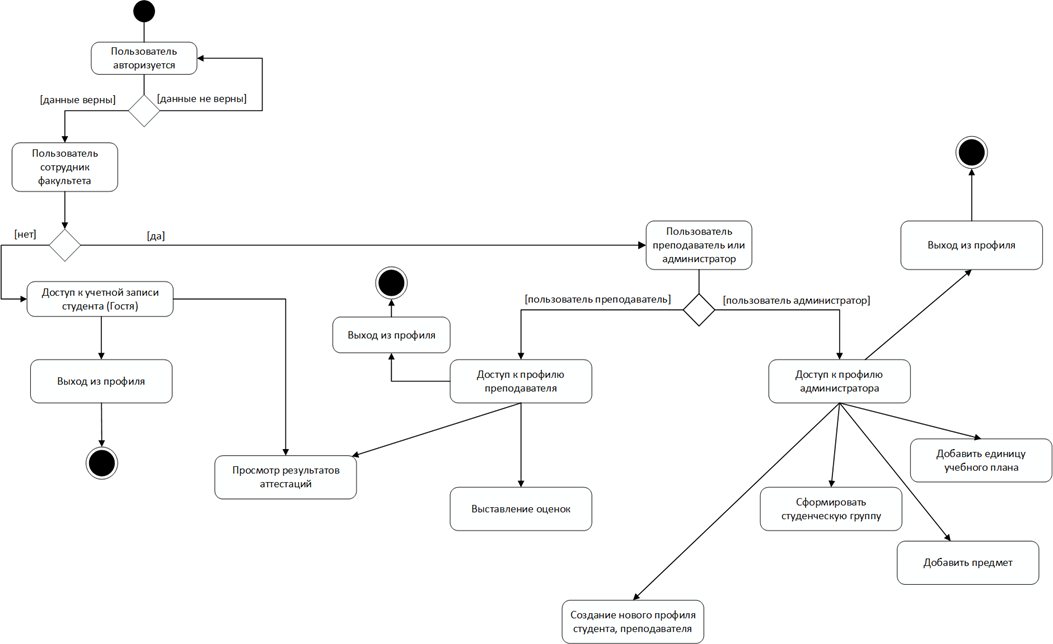 Пользователь
авторизуется
[данные верны]
[данные не верны]
Пользователь
сотрудник
факультета
[нет]
[да]
Пользователь
преподаватель или
администратор
Выход из профиля
Доступ к учетной записи
студента (Гостя)
[пользователь преподаватель]
[пользователь администратор]
Выход из профиля
Выход из профиля
Доступ к профилю
преподавателя
Доступ к профилю
администратора
Просмотр результатов
аттестаций
Выставление оценок
Добавить единицу
учебного плана
Сформировать
студенческую группу
Добавить предмет
Создание нового профиля
студента, преподавателя